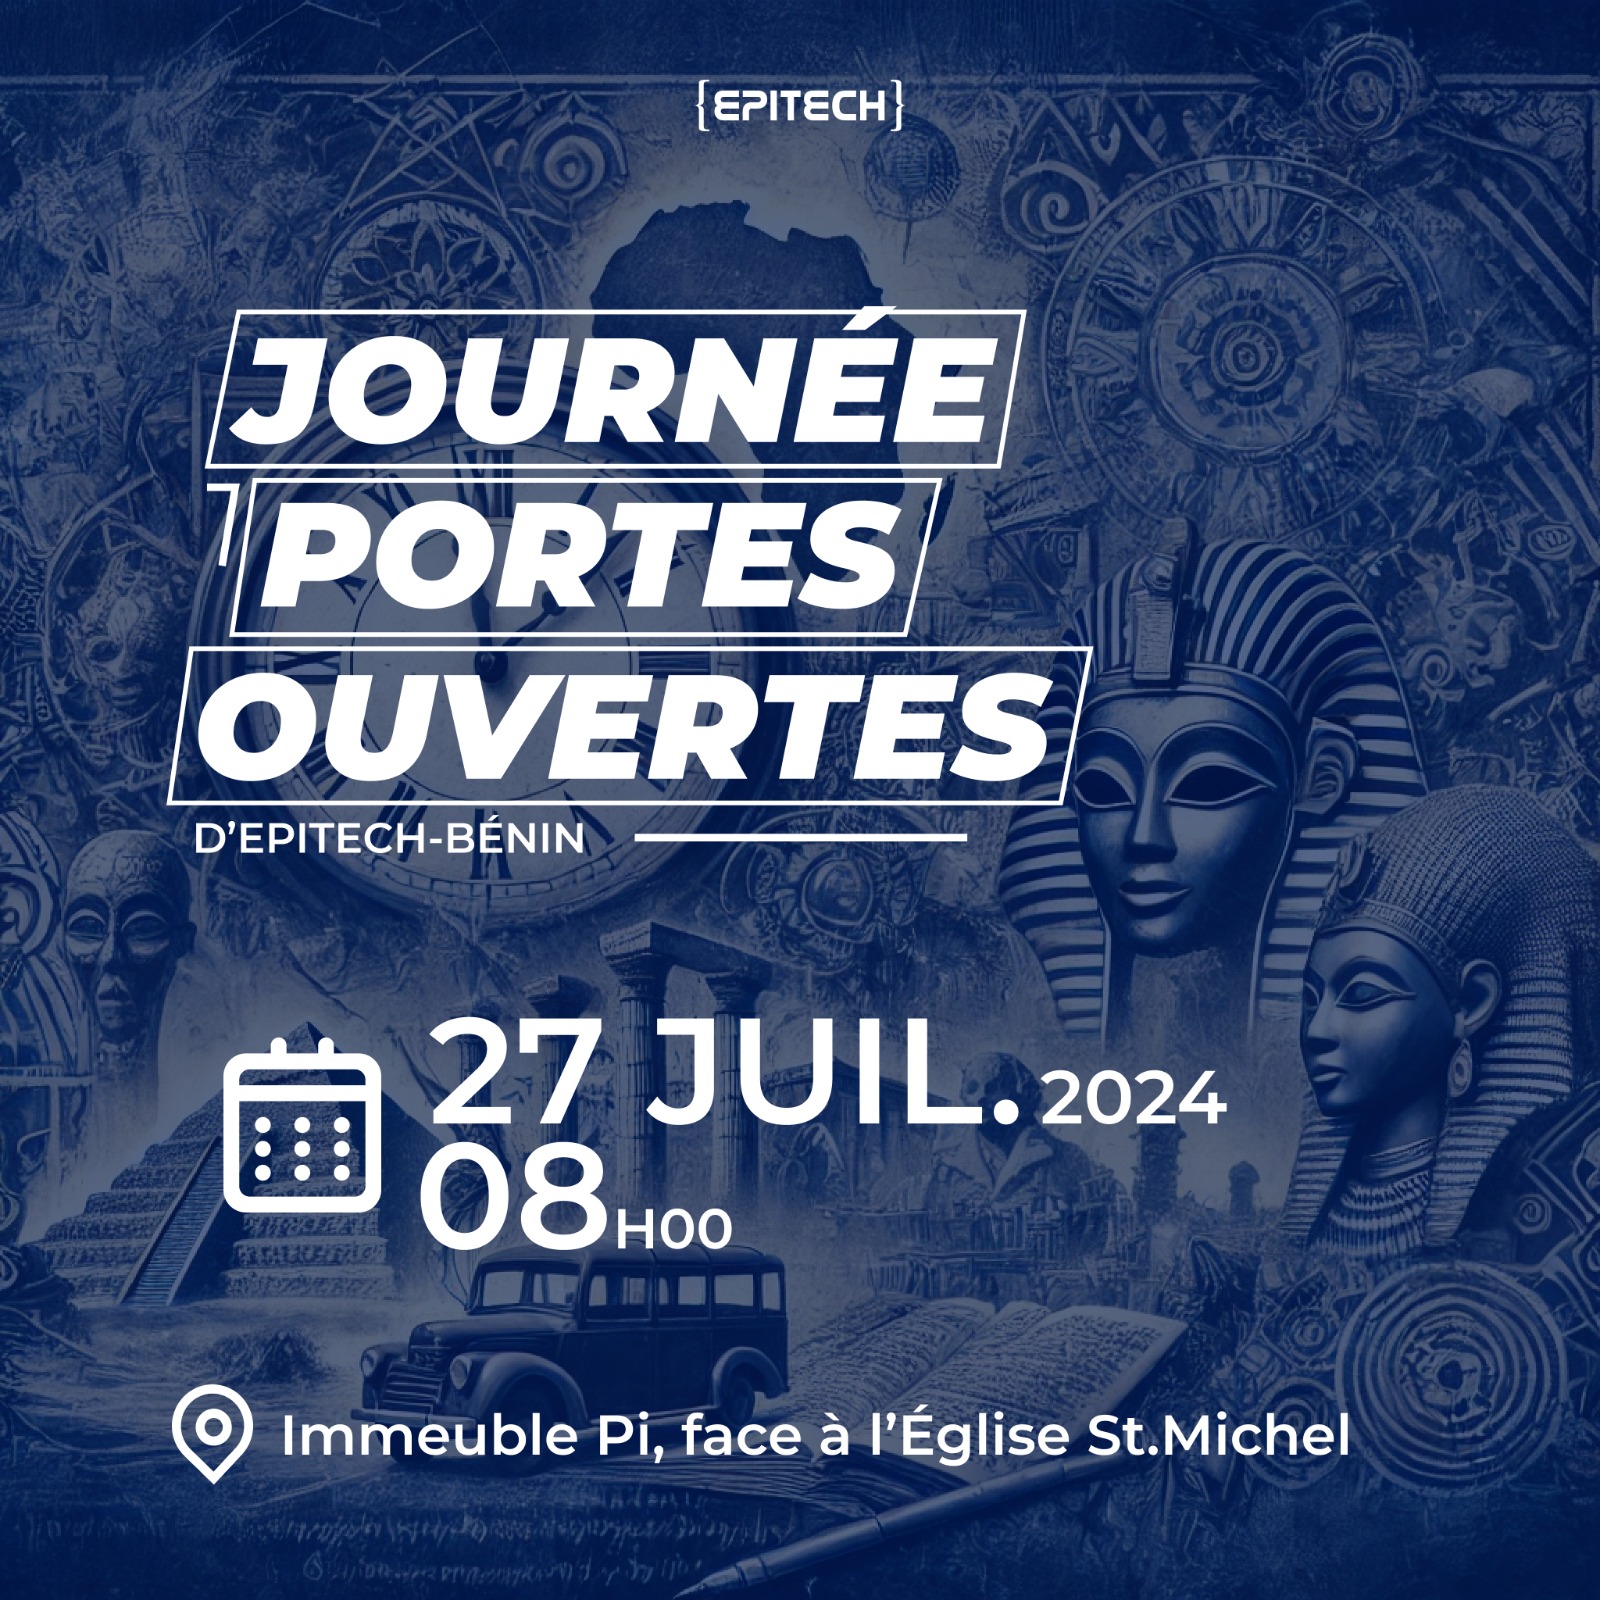 {EPITECH}
JOURNÉE
PORTES
OUVERTES
D'EPITECH-BÉNIN
27 JUIL. 2024
08H00
Immeuble Pi, face à l'Église St.Michel